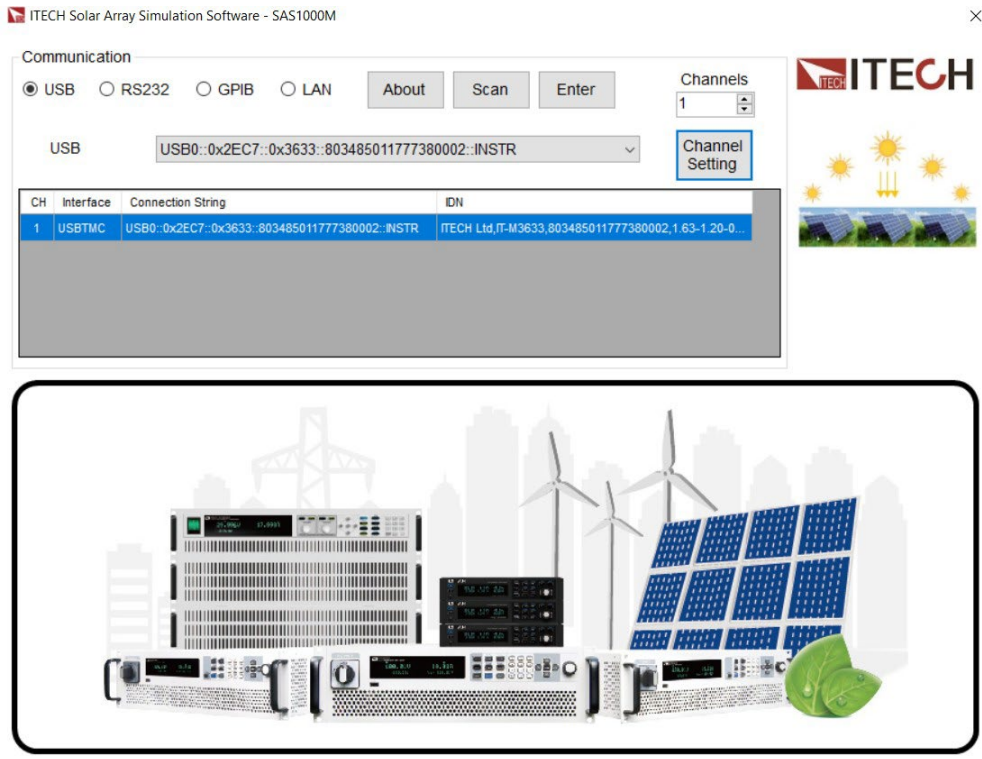 ITECH Solar Array Simulation Software - SAS1000M
Communication
USB RS232 GPIB LAN About Scan Enter
Channels
1
ITECH ITECH
USB USB0::0x2EC7::0x3633::803485011777380002::INSTR
Channel
Setting
CH Interface Connection String IDN
1 USBTMC USB0::0x2EC7::0x3633::803485011777380002::INSTR ITECH Ltd,IT-M3633,803485011777380002,1.63-1.20-0...